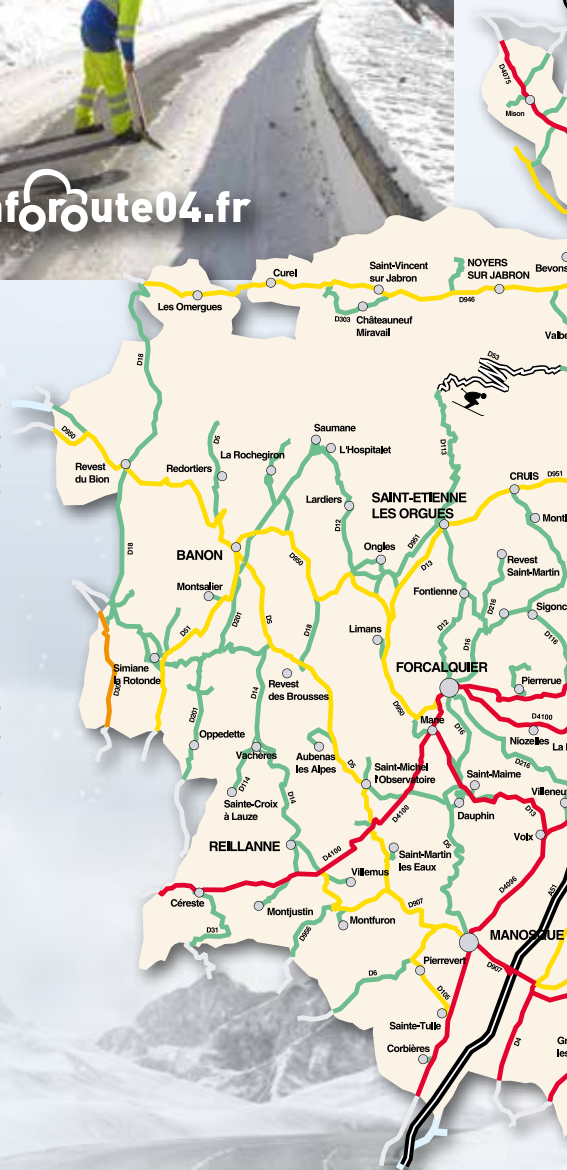 nforoute04.fr
D4075
Mison
Curel
Saint-Vincent
sur Jabron
NOYERS
SUR JABRON
Bevons
Les Omergues
D946
D303
Châteauneuf
Miravail
Valbe
D18
D53
D950
D5
Saumane
L'Hospitalet
D113
La Rochegiron
Revest
du Bion
Redortiers
CRUIS
D951
Lardiers
SAINT-ETIENNE
LES ORGUES
D12
Montl
D18
D951
BANON
D950
Ongles
D13
Revest
Saint-Martin
Montsalier
Fontienne
D216
Sigonc
D201
D5
D18
D51
Limans
D12
D16
D116
Simiane
la Rotonde
FORCALQUIER
D14
Revest
des Brousses
Pierrerue
D201
D950
Mane
D4100
D16
Oppedette
Niozelles
La
Vachères
Aubenas
les Alpes
D5
Saint-Michel
l'Observatoire
D216
Saint-Maime
D114
Villeneu
Sainte-Croix
à Lauze
D14
Dauphin
D13
D4100
REILLANNE
D4100
D5
Volx
Saint-Martin
les Eaux
Villemus
D4096
A51
Céreste
Montjustin
D907
Montfuron
D31
D956
MANOSQUE
Pierrevert
D907
D6
D105
Sainte-Tulle
D4
Corbières
Gr
les